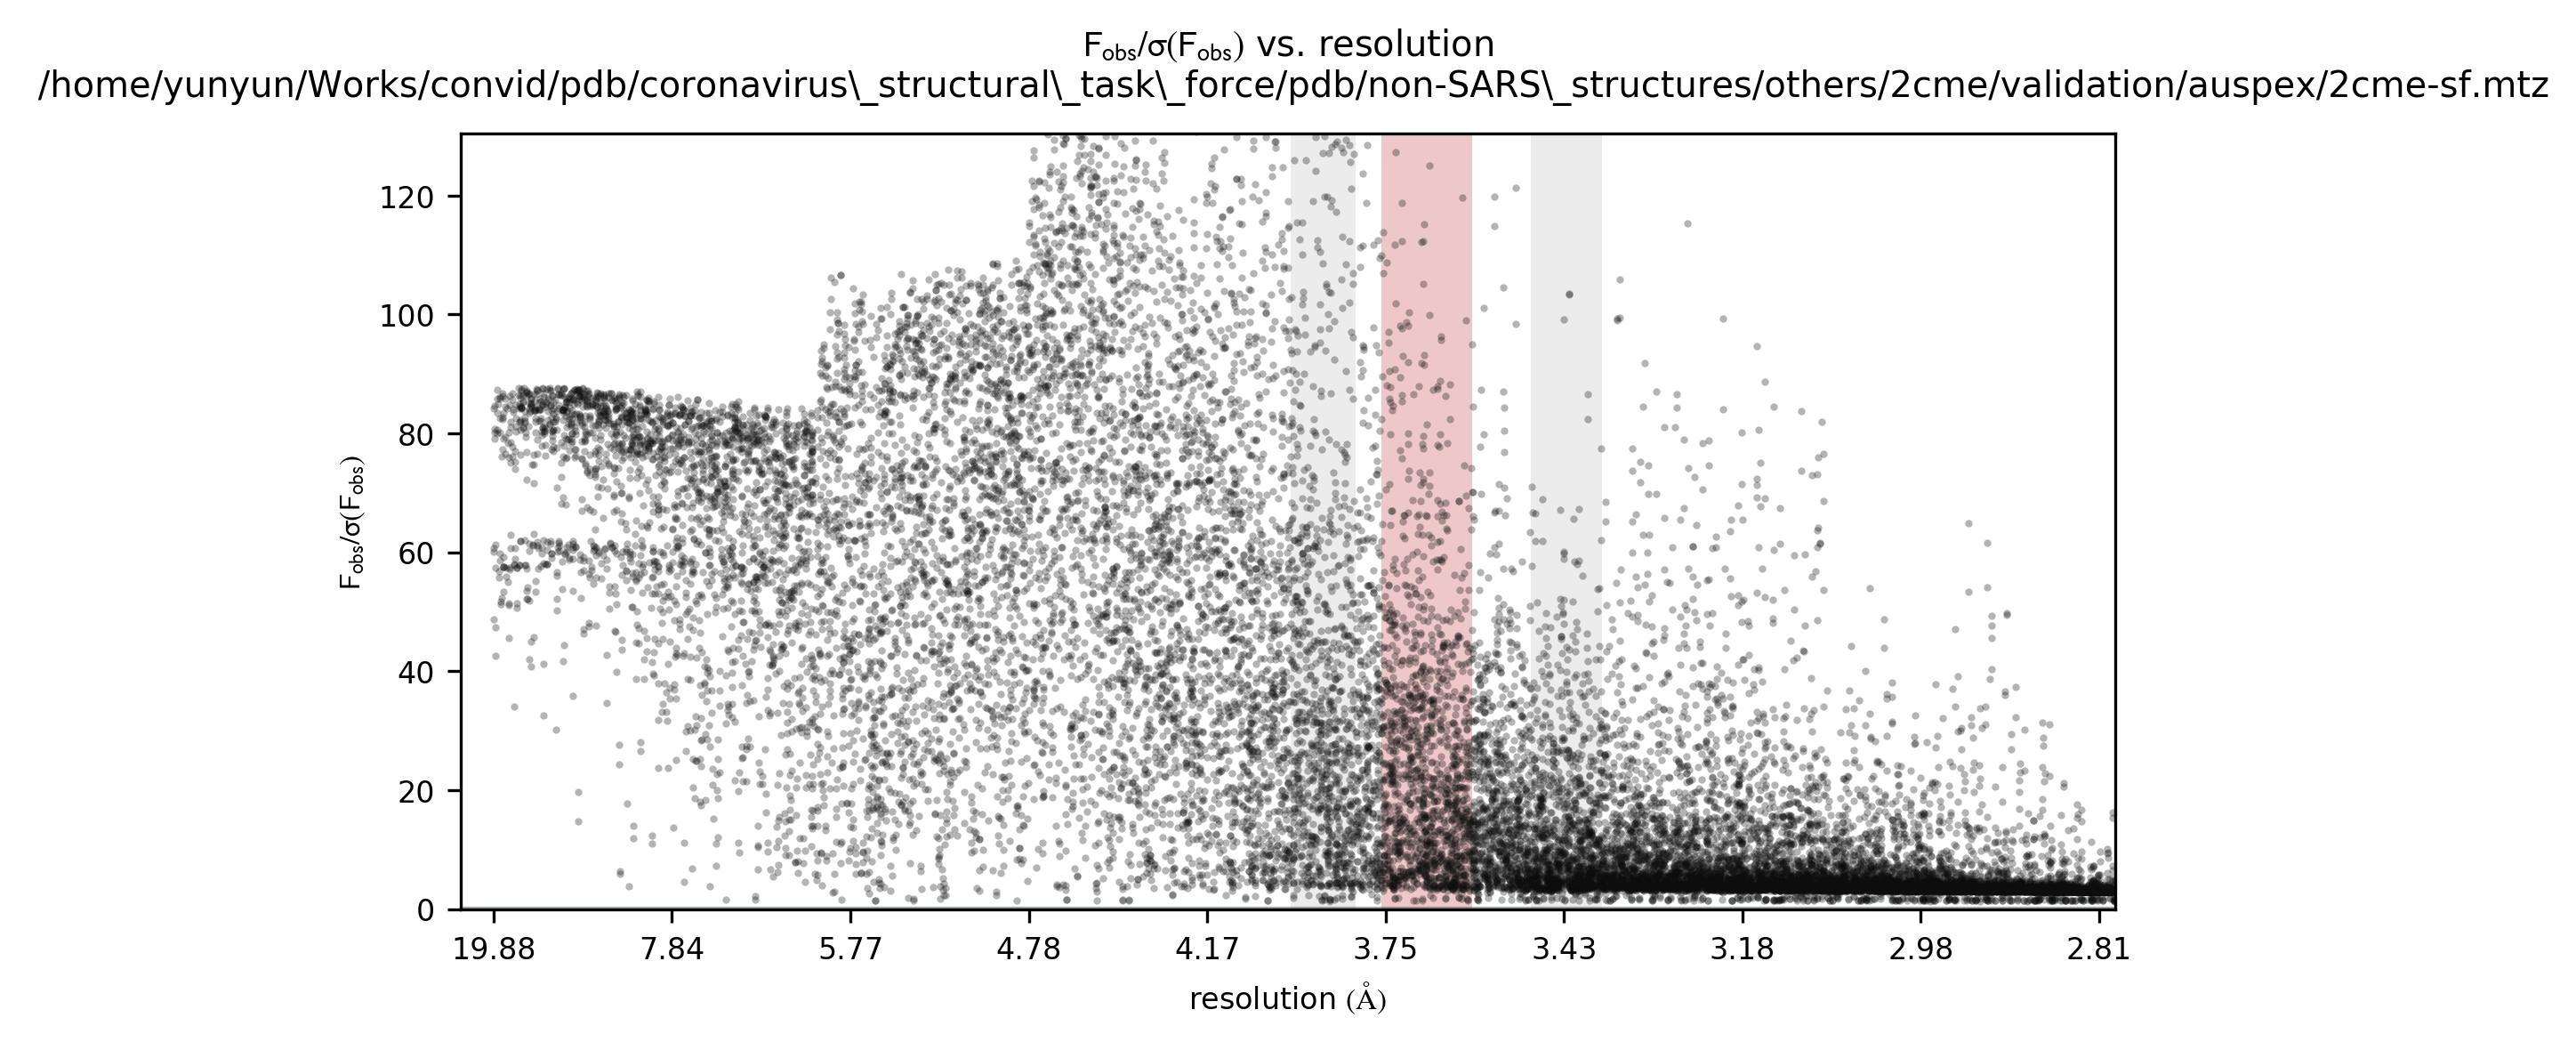 Fobs/σ(Fobs) vs. resolution
/home/yunyun/Works/convid/pdb/coronavirus\_structural\_task\_force/pdb/non-SARS\_structures/others/2cme/validation/auspex/2cme-sf.mtz
Fobs/σ(Fobs)
120
100
80
60
40
20
0
19.88 7.84 5.77 4.78 4.17 3.75 3.43 3.18 2.98 2.81
resolution (Å)